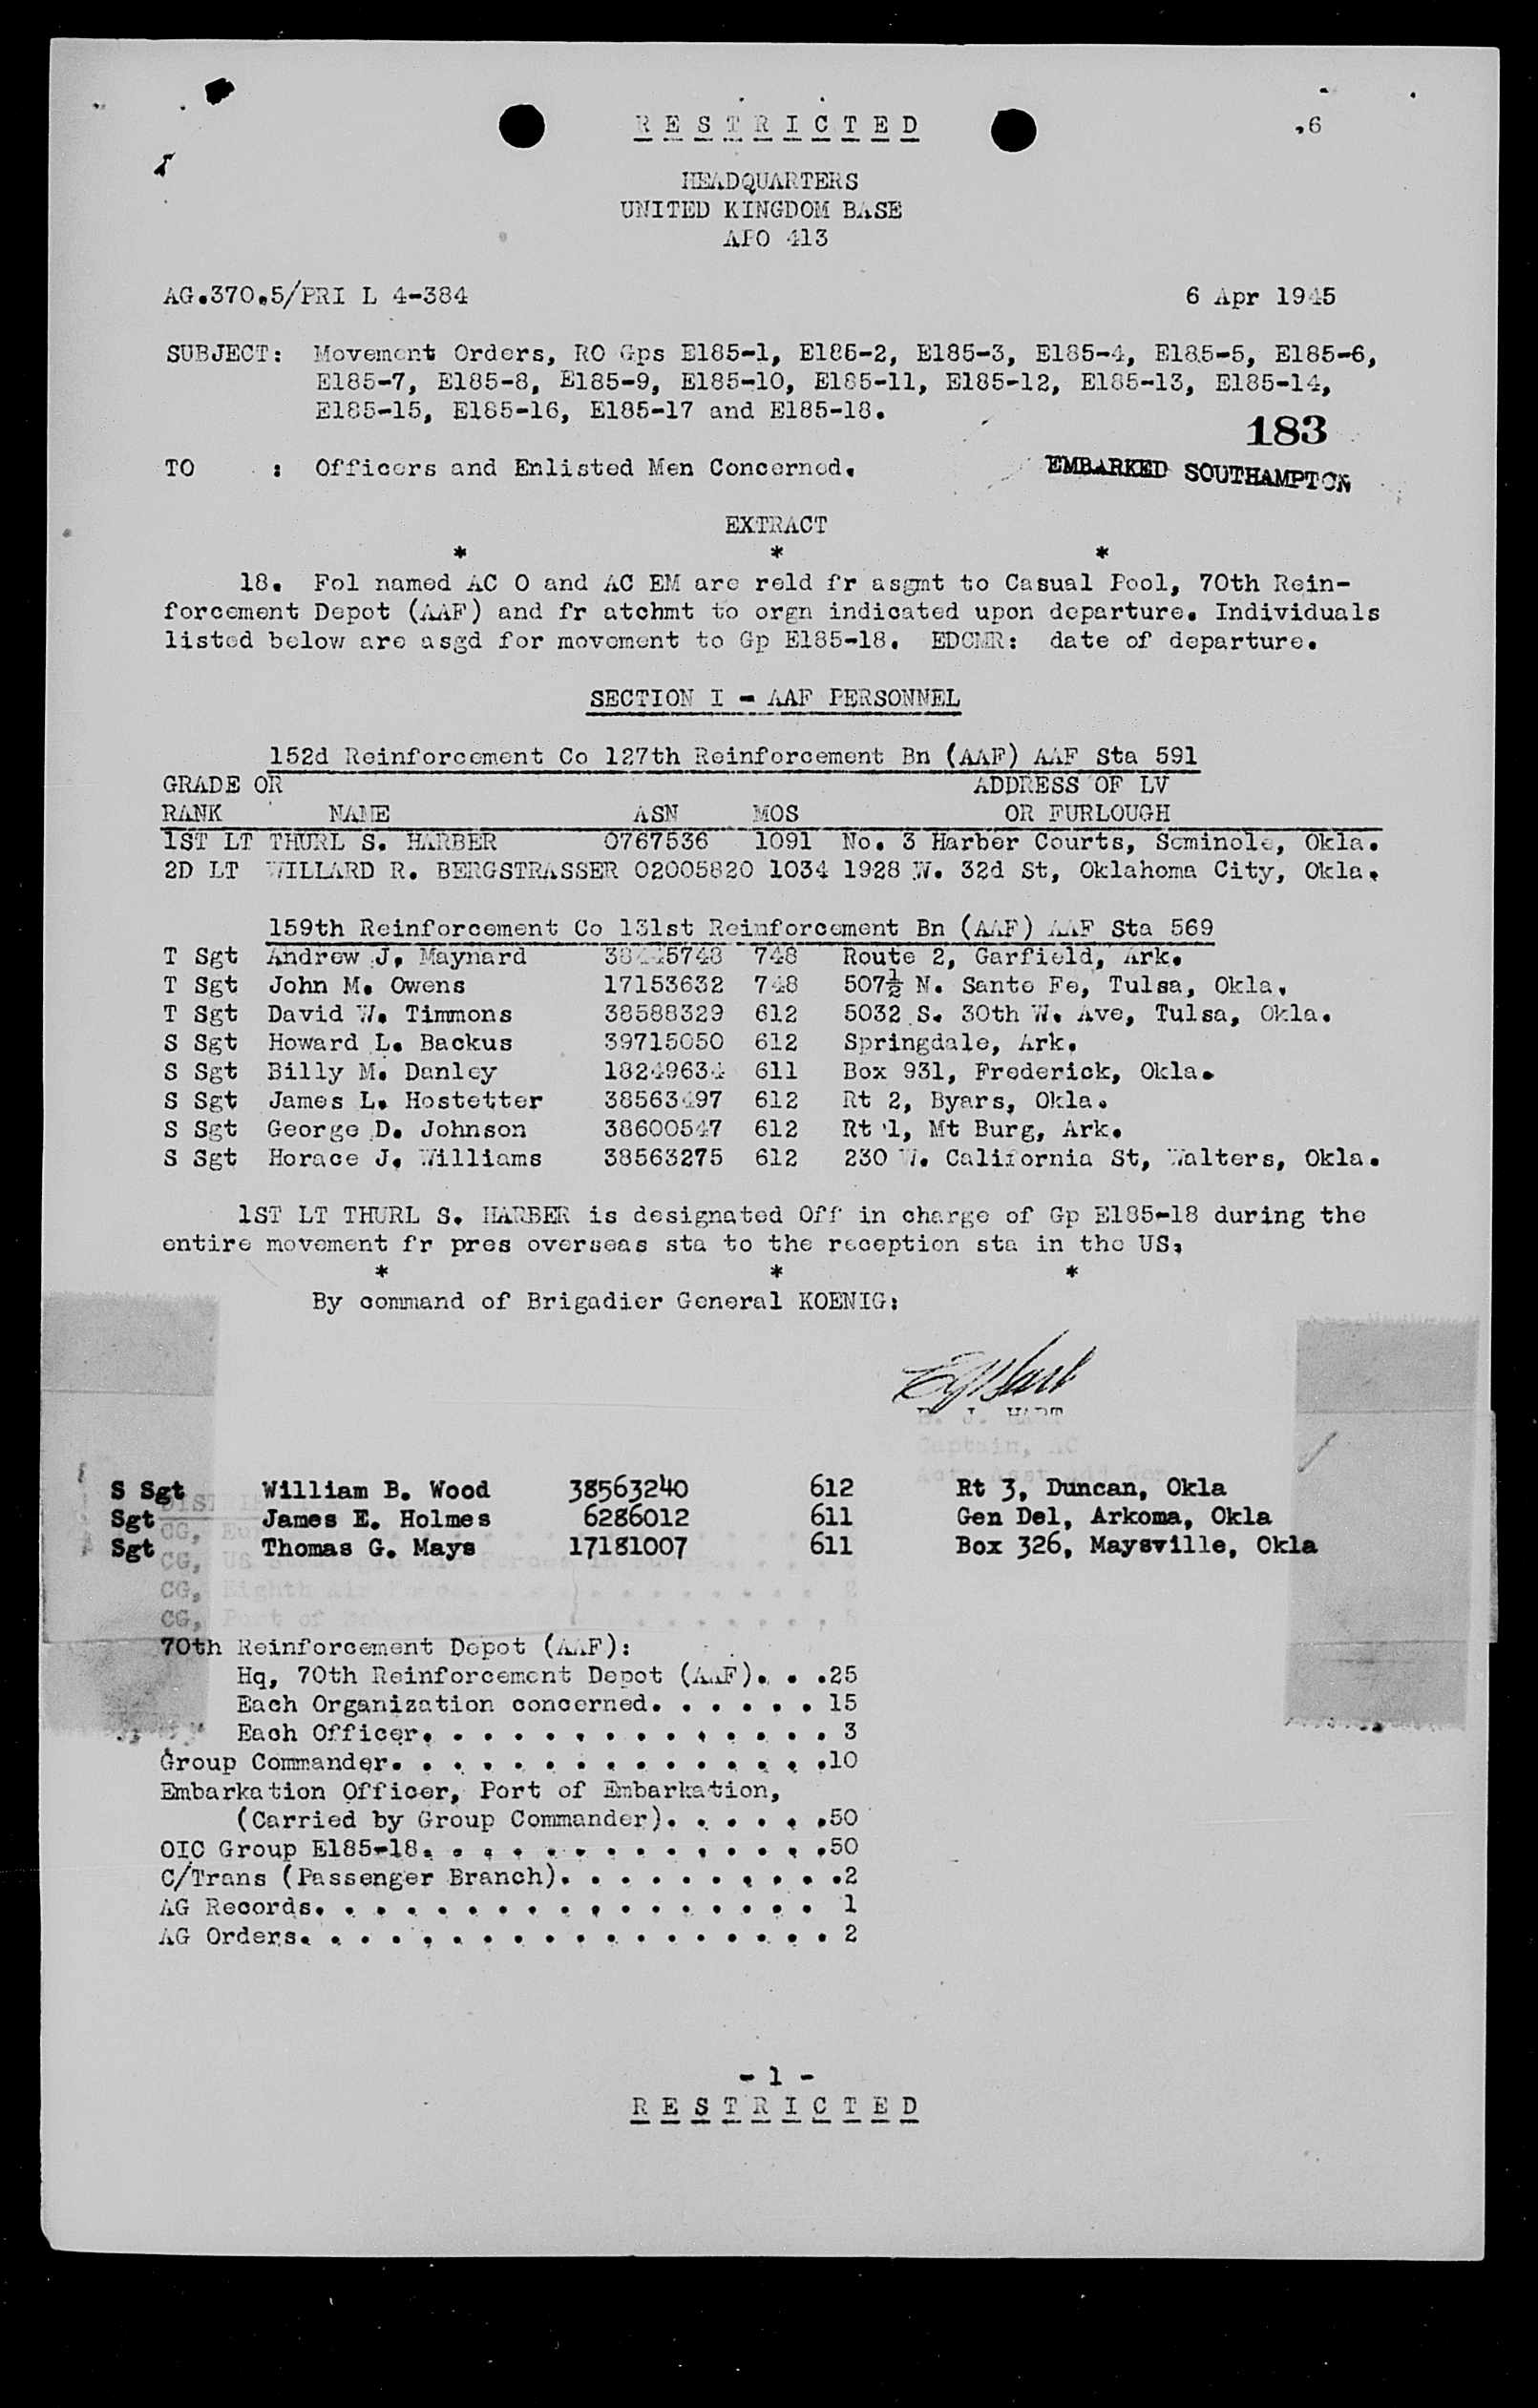 R E S T R I C T E D
,6
HEADQUARTERS
UNITED KINGDOM BASE
APO 413
AG.370.5/PRI L 4-384 6 Apr 1945
SUBJECT: Movement Orders, RO Gps E185-1, E185-2, E185-3, E185-4, E185-5, E185-6,
E185-7, E185-8, E185-9, E185-10, E185-11, E185-12, E185-13, E185-14,
E185-15, E185-16, E185-17 and E185-18.
183
TO : Officers and Enlisted Men Concerned.
EMBARKED SOUTHAMPTON
EXTRACT
* * *
18. Fol named AC O and AC EM are reld fr asgmt to Casual Pool, 70th Rein-
forcement Depot (AAF) and fr atchmt to orgn indicated upon departure. Individuals
listed below are asgd for movement to Gp E185-18. EDCMR: date of departure.
SECTION I - AAF PERSONNEL
152d Reinforcement Co 127th Reinforcement Bn (AAF) AAF Sta 591
GRADE OR ADDRESS OF LV
RANK NAME ASN MOS OR FURLOUGH
1ST LT THURL S. HARBER 0767536 1091 No. 3 Harber Courts, Seminole, Okla.
2D LT WILLARD R. BERGSTRASSER 02005820 1034 1928 W. 32d St, Oklahoma City, Okla.
159th Reinforcement Co 131st Reinforcement Bn (AAF) AAF Sta 569
T Sgt Andrew J. Maynard 38445748 748 Route 2, Garfield, Ark.
T Sgt John M. Owens 17153632 748 507½ N. Sante Fe, Tulsa, Okla.
T Sgt David W. Timmons 38588329 612 5032 S. 30th W. Ave, Tulsa, Okla.
S Sgt Howard L. Backus 39715050 612 Springdale, Ark.
S Sgt Billy M. Danley 18249634 611 Box 931, Frederick, Okla.
S Sgt James L. Hostetter 38563497 612 Rt 2, Byars, Okla.
S Sgt George D. Johnson 38600547 612 Rt 1, Mt Burg, Ark.
S Sgt Horace J. Williams 38563275 612 230 W. California St, Walters, Okla.
1ST LT THURL S. HARBER is designated Off in charge of Gp E185-18 during the
entire movement fr pres overseas sta to the reception sta in the US.
* * *
By command of Brigadier General KOENIG:
E. J. HART
Captain, AC
S Sgt William B. Wood 38563240 612 Rt 3, Duncan, Okla
Sgt James E. Holmes 6286012 611 Gen Del, Arkoma, Okla
Sgt Thomas G. Mays 17181007 611 Box 326, Maysville, Okla
CG, Eighth Air Force . . . . . . . . 2
CG, Port of
70th Reinforcement Depot (AAF):
Hq, 70th Reinforcement Depot (AAF). . .25
Each Organization concerned. . . . . . 15
Each Officer. . . . . . . . . . . . . . 3
Group Commander. . . . . . . . . . . . . . .10
Embarkation Officer, Port of Embarkation,
(Carried by Group Commander). . . . . .50
OIC Group E185-18. . . . . . . . . . . . . .50
C/Trans (Passenger Branch). . . . . . . . . .2
AG Records. . . . . . . . . . . . . . . . . 1
AG Orders. . . . . . . . . . . . . . . . . . 2
- 1 -
R E S T R I C T E D